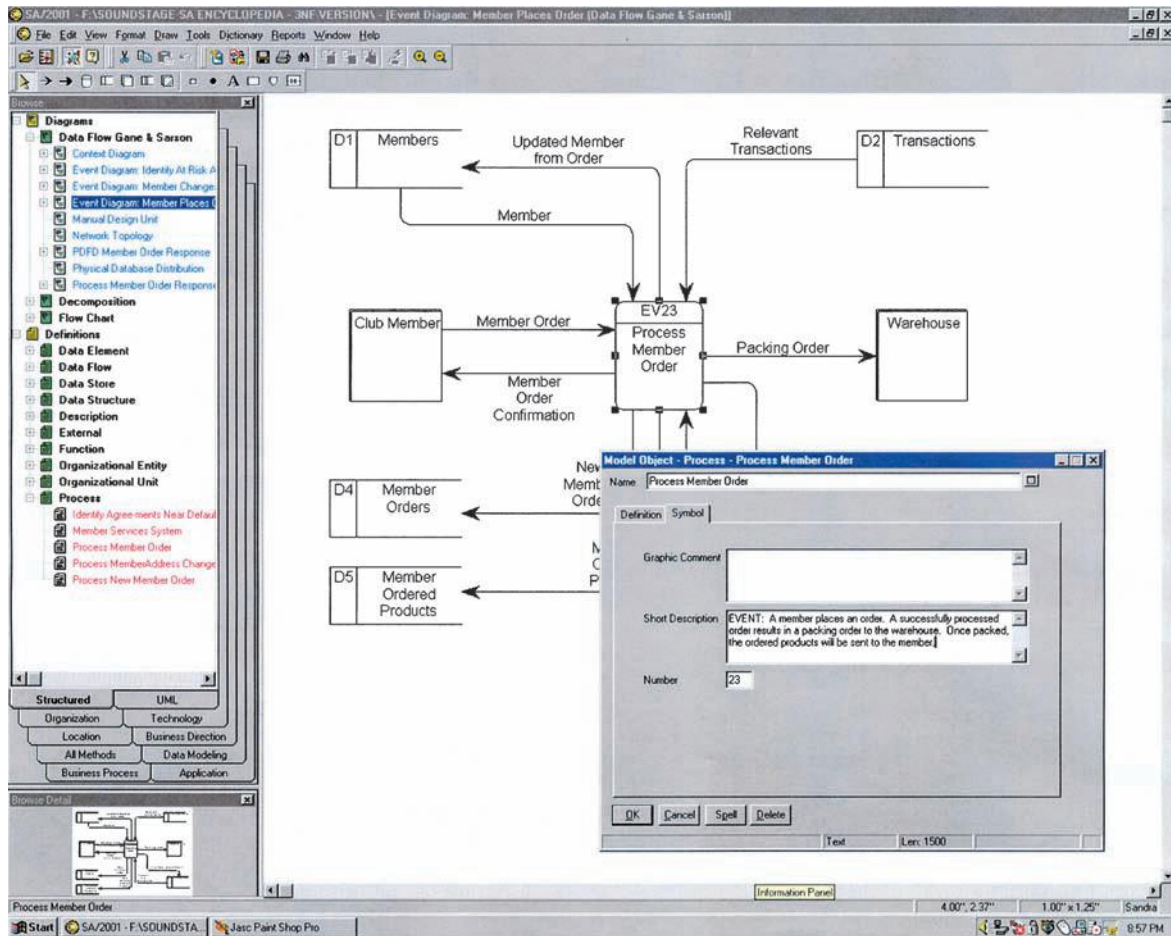 SA/2001 - F:\SOUNDSTAGE SA ENCYCLOPEDIA - 3NF VERSION\ - [Event Diagram: Member Places Order (Data Flow Gane & Sarson)]
File Edit View Format Draw Tools Dictionary Reports Window Help
A
Browse
Diagrams
Data Flow Gane & Sarson
Context Diagram
Event Diagram: Identify At Risk A
Event Diagram: Member Change
Event Diagram: Member Places O
Manual Design Unit
Network Topology
PDFD Member Order Response
Physical Database Distribution
Process Member Order Response
Decomposition
Flow Chart
Definitions
Data Element
Data Flow
Data Store
Data Structure
Description
External
Function
Organizational Entity
Organizational Unit
Process
Identify Agree-ments Near Defaul
Member Services System
Process Member Order
Process MemberAddress Change
Process New Member Order
Structured UML
Organization Technology
Location Business Direction
All Methods Data Modeling
Business Process Application
Browse Detail
D1 Members
Updated Member
from Order
Relevant
Transactions
D2 Transactions
Member
Club Member
Member Order
EV23
Process
Member
Order
Packing Order
Warehouse
Member
Order
Confirmation
D4 Member
Orders
New
Memb
Orde
D5 Member
Ordered
Products
M
O
P
Model Object - Process - Process Member Order
Name Process Member Order
Definition Symbol
Graphic Comment
Short Description
EVENT: A member places an order. A successfully processed
order results in a packing order to the warehouse. Once packed,
the ordered products will be sent to the member.
Number 23
OK Cancel Spell Delete
Text Len: 1500
Information Panel
Process Member Order 4.00", 2.37" 1.00" x 1.25" Sandra
Start SA/2001 - F:\SOUNDSTA... Jasc Paint Shop Pro 8:57 PM